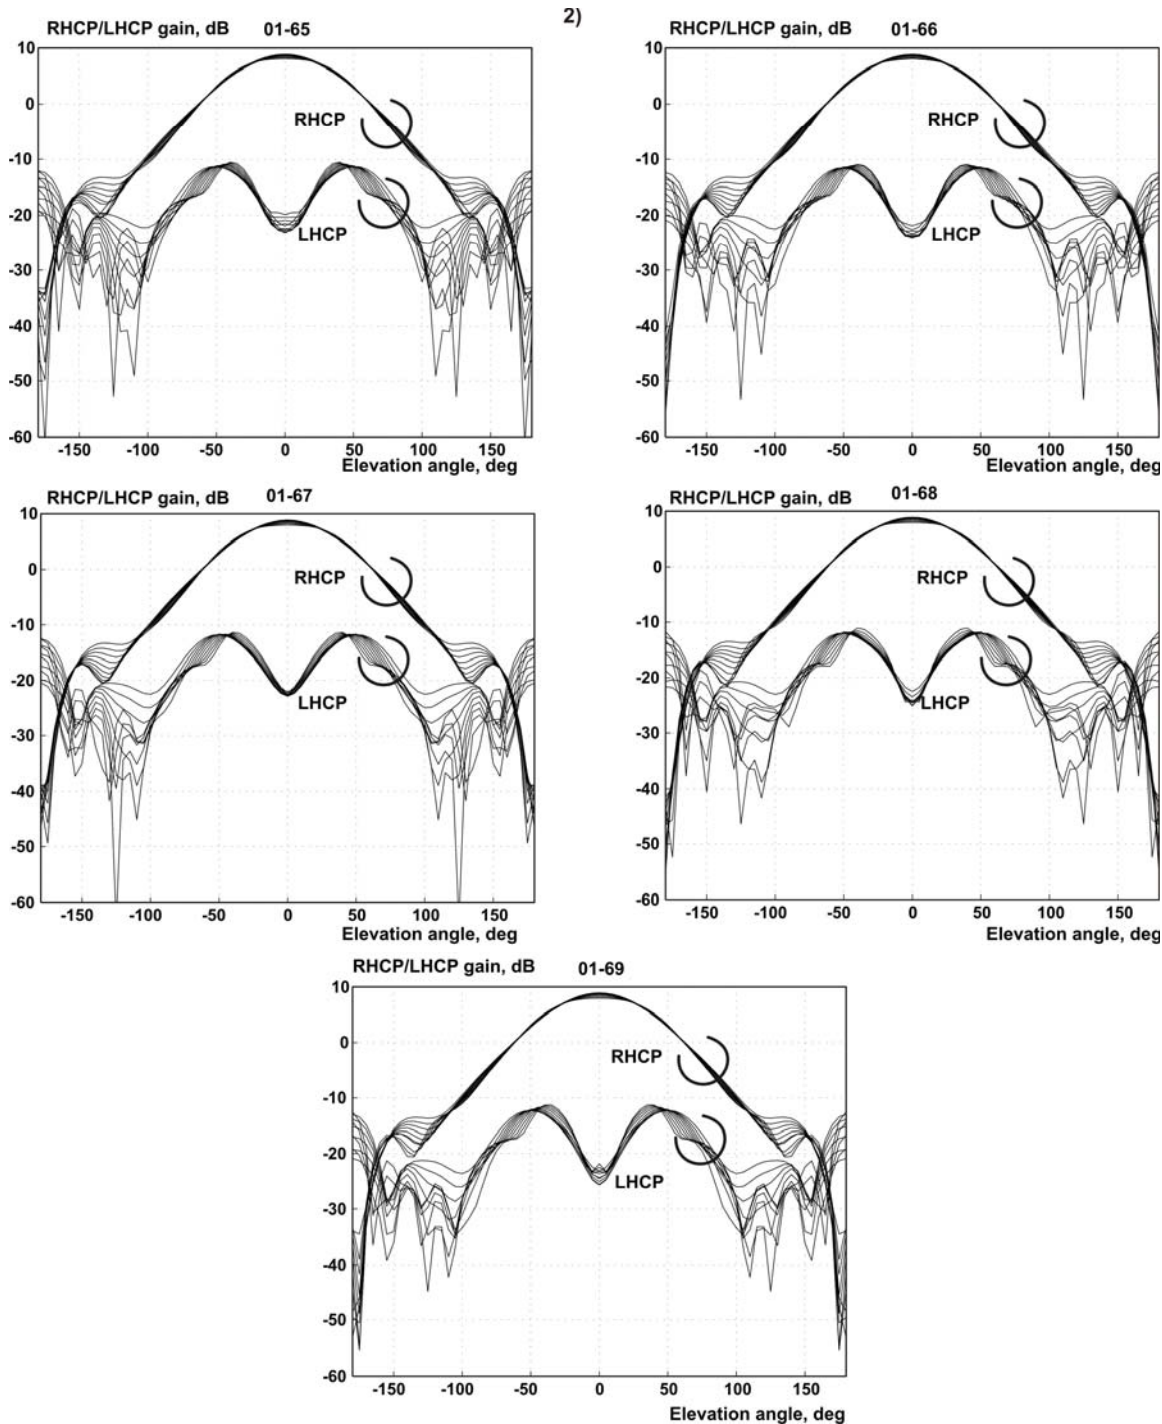 2)
RHCP/LHCP gain, dB 01-65
10
0
-10
-20
-30
-40
-50
-60
RHCP
LHCP
-150 -100 -50 0 50 100 150
Elevation angle, deg
RHCP/LHCP gain, dB 01-66
10
0
-10
-20
-30
-40
-50
-60
RHCP
LHCP
-150 -100 -50 0 50 100 150
Elevation angle, deg
RHCP/LHCP gain, dB 01-67
10
0
-10
-20
-30
-40
-50
-60
RHCP
LHCP
-150 -100 -50 0 50 100 150
Elevation angle, deg
RHCP/LHCP gain, dB 01-68
10
0
-10
-20
-30
-40
-50
-60
RHCP
LHCP
-150 -100 -50 0 50 100 150
Elevation angle, deg
RHCP/LHCP gain, dB 01-69
10
0
-10
-20
-30
-40
-50
-60
RHCP
LHCP
-150 -100 -50 0 50 100 150
Elevation angle, deg